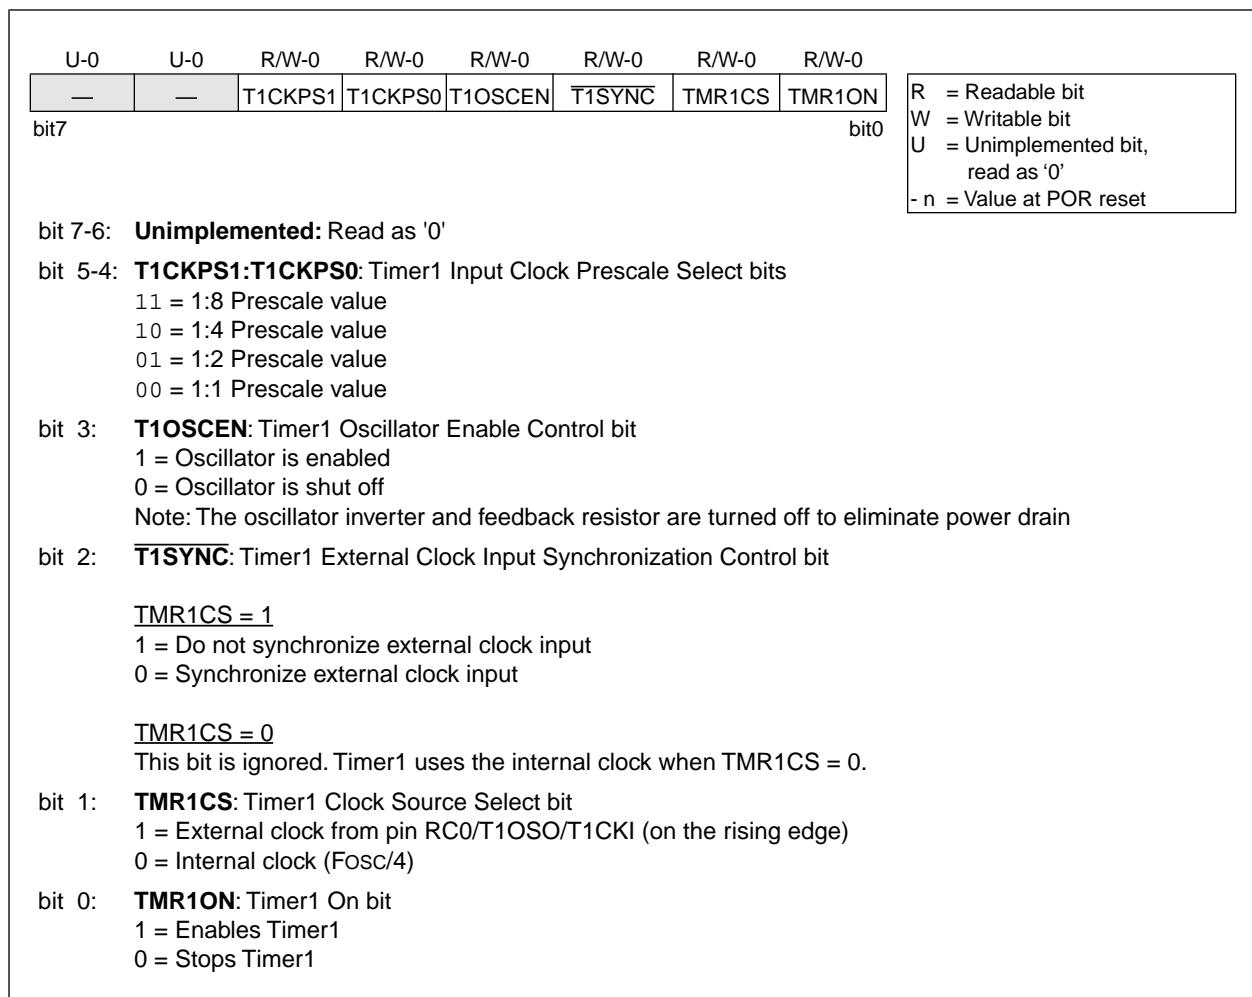 U-0 U-0 R/W-0 R/W-0 R/W-0 R/W-0 R/W-0 R/W-0
— — T1CKPS1 T1CKPS0 T1OSCEN T1SYNC TMR1CS TMR1ON
bit7 bit0
R = Readable bit
W = Writable bit
U = Unimplemented bit,
read as ‘0’
- n = Value at POR reset
bit 7-6: Unimplemented: Read as '0'
bit 5-4: T1CKPS1:T1CKPS0: Timer1 Input Clock Prescale Select bits
11 = 1:8 Prescale value
10 = 1:4 Prescale value
01 = 1:2 Prescale value
00 = 1:1 Prescale value
bit 3: T1OSCEN: Timer1 Oscillator Enable Control bit
1 = Oscillator is enabled
0 = Oscillator is shut off
Note: The oscillator inverter and feedback resistor are turned off to eliminate power drain
bit 2: T1SYNC: Timer1 External Clock Input Synchronization Control bit
TMR1CS = 1
1 = Do not synchronize external clock input
0 = Synchronize external clock input
TMR1CS = 0
This bit is ignored. Timer1 uses the internal clock when TMR1CS = 0.
bit 1: TMR1CS: Timer1 Clock Source Select bit
1 = External clock from pin RC0/T1OSO/T1CKI (on the rising edge)
0 = Internal clock (FOSC/4)
bit 0: TMR1ON: Timer1 On bit
1 = Enables Timer1
0 = Stops Timer1